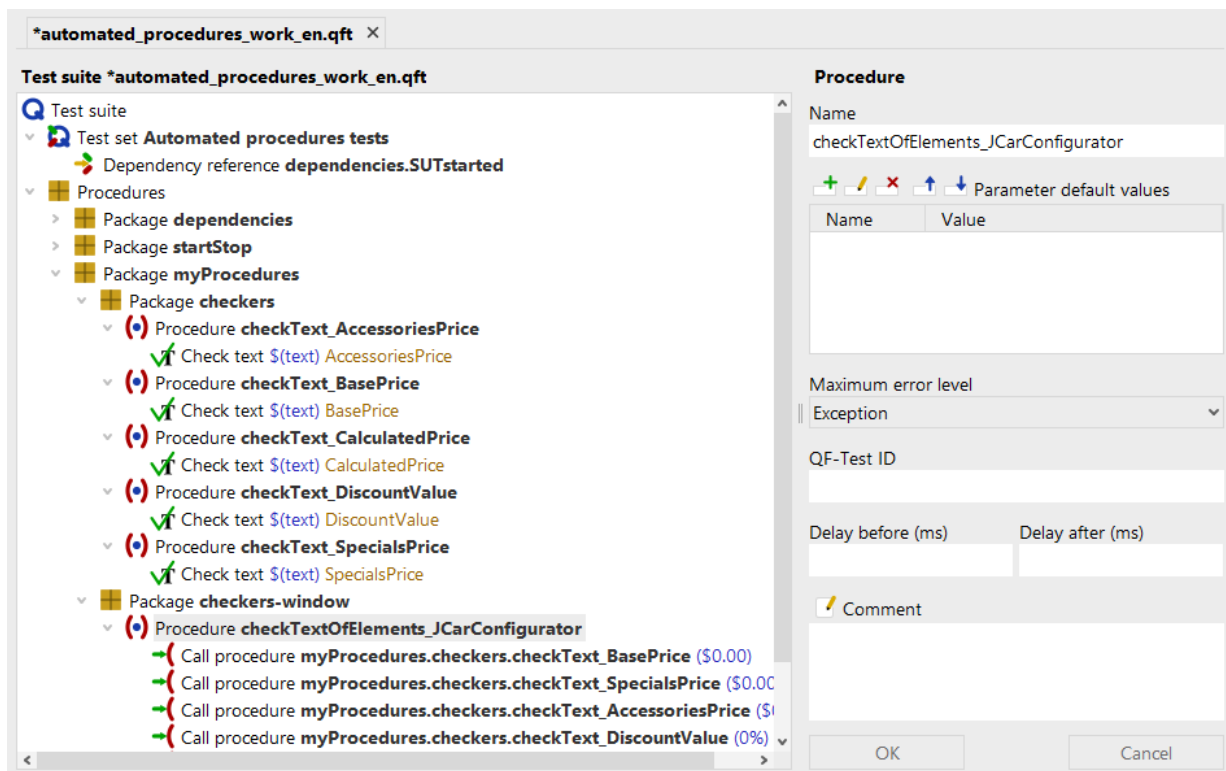 *automated_procedures_work_en.qft
Test suite *automated_procedures_work_en.qft
Test suite
Test set Automated procedures tests
Dependency reference dependencies.SUTstarted
Procedures
Package dependencies
Package startStop
Package myProcedures
Package checkers
Procedure checkText_AccessoriesPrice
Check text $(text) AccessoriesPrice
Procedure checkText_BasePrice
Check text $(text) BasePrice
Procedure checkText_CalculatedPrice
Check text $(text) CalculatedPrice
Procedure checkText_DiscountValue
Check text $(text) DiscountValue
Procedure checkText_SpecialsPrice
Check text $(text) SpecialsPrice
Package checkers-window
Procedure checkTextOfElements_JCarConfigurator
Call procedure myProcedures.checkers.checkText_BasePrice ($0.00)
Call procedure myProcedures.checkers.checkText_SpecialsPrice ($0.00
Call procedure myProcedures.checkers.checkText_AccessoriesPrice ($
Call procedure myProcedures.checkers.checkText_DiscountValue (0%)
Procedure
Name
checkTextOfElements_JCarConfigurator
Parameter default values
Name Value
Maximum error level
Exception
QF-Test ID
Delay before (ms) Delay after (ms)
Comment
OK Cancel